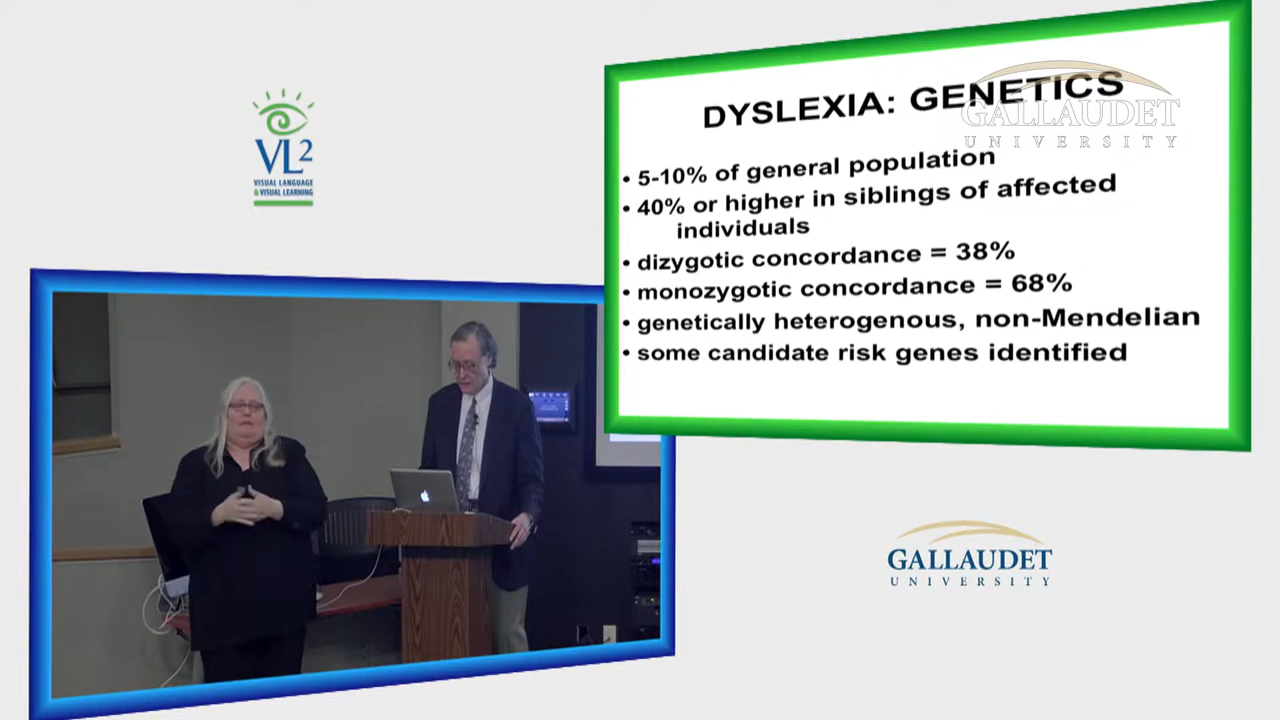 VL2
VISUAL LANGUAGE
& VISUAL LEARNING
DYSLEXIA: GENETICS
GALLAUDET
UNIVERSITY
• 5-10% of general population
• 40% or higher in siblings of affected
individuals
• dizygotic concordance = 38%
• monozygotic concordance = 68%
• genetically heterogenous, non-Mendelian
• some candidate risk genes identified
GALLAUDET
UNIVERSITY